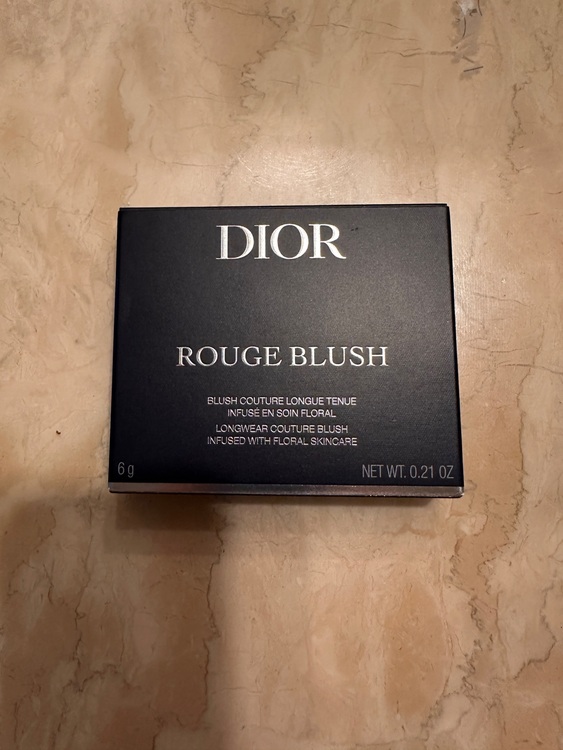 DIOR
ROUGE BLUSH
BLUSH COUTURE LONGUE TENUE
INFUSÉ EN SOIN FLORAL
LONGWEAR COUTURE BLUSH
INFUSED WITH FLORAL SKINCARE
6 g NET WT. 0.21 OZ